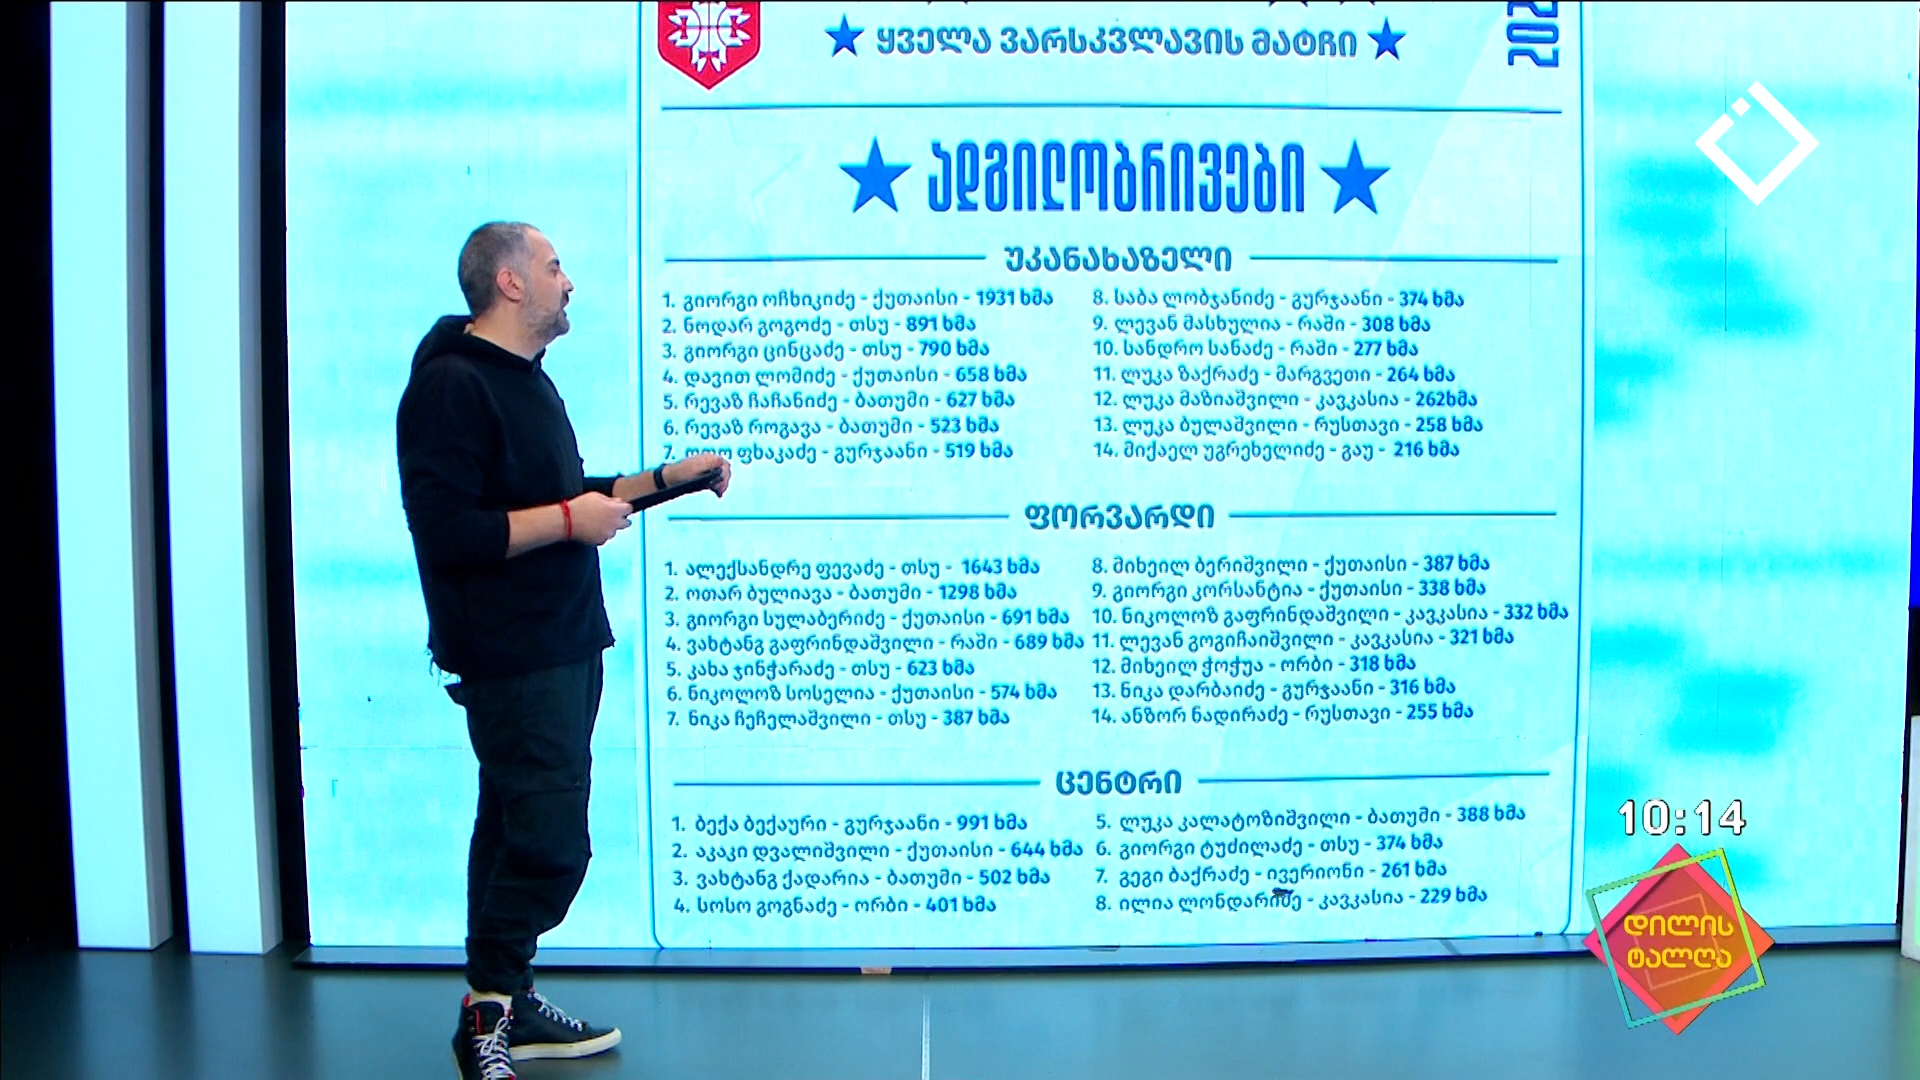 202
ყველა ვარსკვლავის მატჩი
ადგილობრივები
უკანახაზელი
1. გიორგი ოჩხიკიძე - ქუთაისი - 1931 ხმა
2. ნოდარ გოგოძე - თსუ - 891 ხმა
3. გიორგი ცინცაძე - თსუ - 790 ხმა
4. დავით ლომიძე - ქუთაისი - 658 ხმა
5. რევაზ ჩაჩანიძე - ბათუმი - 627 ხმა
6. რევაზ როგავა - ბათუმი - 523 ხმა
7. ოთო ფხაკაძე - გურჯაანი - 519 ხმა
8. საბა ლობჯანიძე - გურჯაანი - 374 ხმა
9. ლევან მასხულია - რაში - 308 ხმა
10. სანდრო სანაძე - რაში - 277 ხმა
11. ლუკა ზაქრაძე - მარგვეთი - 264 ხმა
12. ლუკა მაზიაშვილი - კავკასია - 262ხმა
13. ლუკა ბულაშვილი - რუსთავი - 258 ხმა
14. მიქაელ უგრეხელიძე - გაუ - 216 ხმა
ფორვარდი
1. ალექსანდრე ფევაძე - თსუ - 1643 ხმა
2. ოთარ ბულიავა - ბათუმი - 1298 ხმა
3. გიორგი სულაბერიძე - ქუთაისი - 691 ხმა
4. ვახტანგ გაფრინდაშვილი - რაში - 689 ხმა
5. კახა ჯინჭარაძე - თსუ - 623 ხმა
6. ნიკოლოზ სოსელია - ქუთაისი - 574 ხმა
7. ნიკა ჩეჩელაშვილი - თსუ - 387 ხმა
8. მიხეილ ბერიშვილი - ქუთაისი - 387 ხმა
9. გიორგი კორსანტია - ქუთაისი - 338 ხმა
10. ნიკოლოზ გაფრინდაშვილი - კავკასია - 332 ხმა
11. ლევან გოგიჩაიშვილი - კავკასია - 321 ხმა
12. მიხეილ ჭოჭუა - ორბი - 318 ხმა
13. ნიკა დარბაიძე - გურჯაანი - 316 ხმა
14. ანზორ ნადირაძე - რუსთავი - 255 ხმა
ცენტრი
1. ბექა ბექაური - გურჯაანი - 991 ხმა
2. აკაკი დვალიშვილი - ქუთაისი - 644 ხმა
3. ვახტანგ ქადარია - ბათუმი - 502 ხმა
4. სოსო გოგნაძე - ორბი - 401 ხმა
5. ლუკა კალატოზიშვილი - ბათუმი - 388 ხმა
6. გიორგი ტუძილაძე - თსუ - 374 ხმა
7. გეგი ბაქრაძე - ივერიონი - 261 ხმა
8. ილია ლონდარიძე - კავკასია - 229 ხმა
10:14
დილის
ტალღა